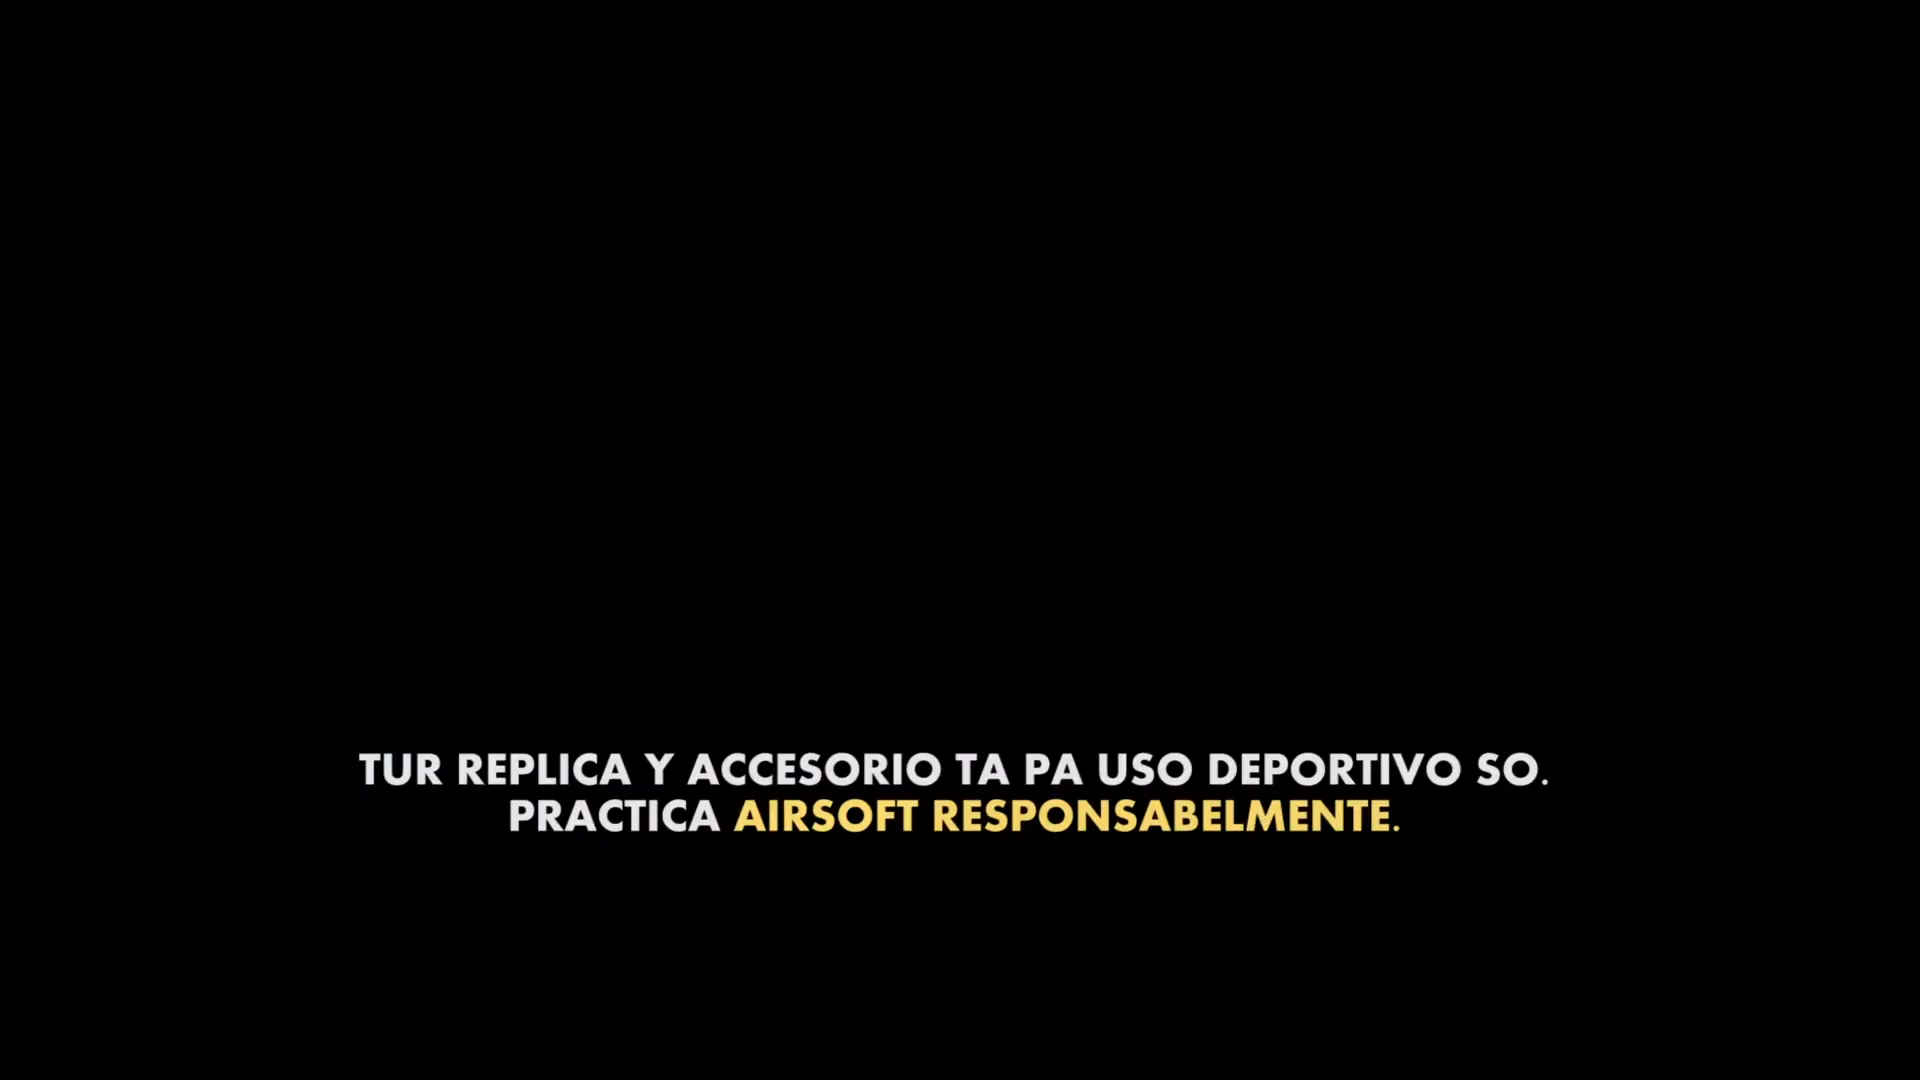 TUR REPLICA Y ACCESORIO TA PA USO DEPORTIVO SO.
PRACTICA AIRSOFT RESPONSABELMENTE.